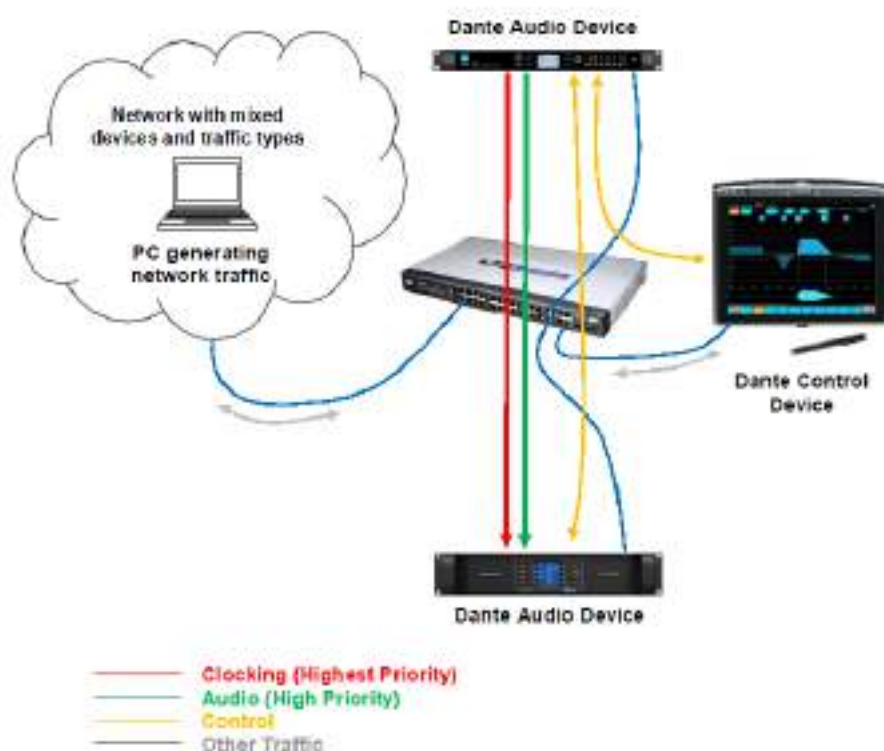 Dante Audio Device
Network with mixed
devices and traffic types
PC generating
network traffic
Dante Control
Device
Dante Audio Device
Clocking (Highest Priority)
Audio (High Priority)
Control
Other Traffic